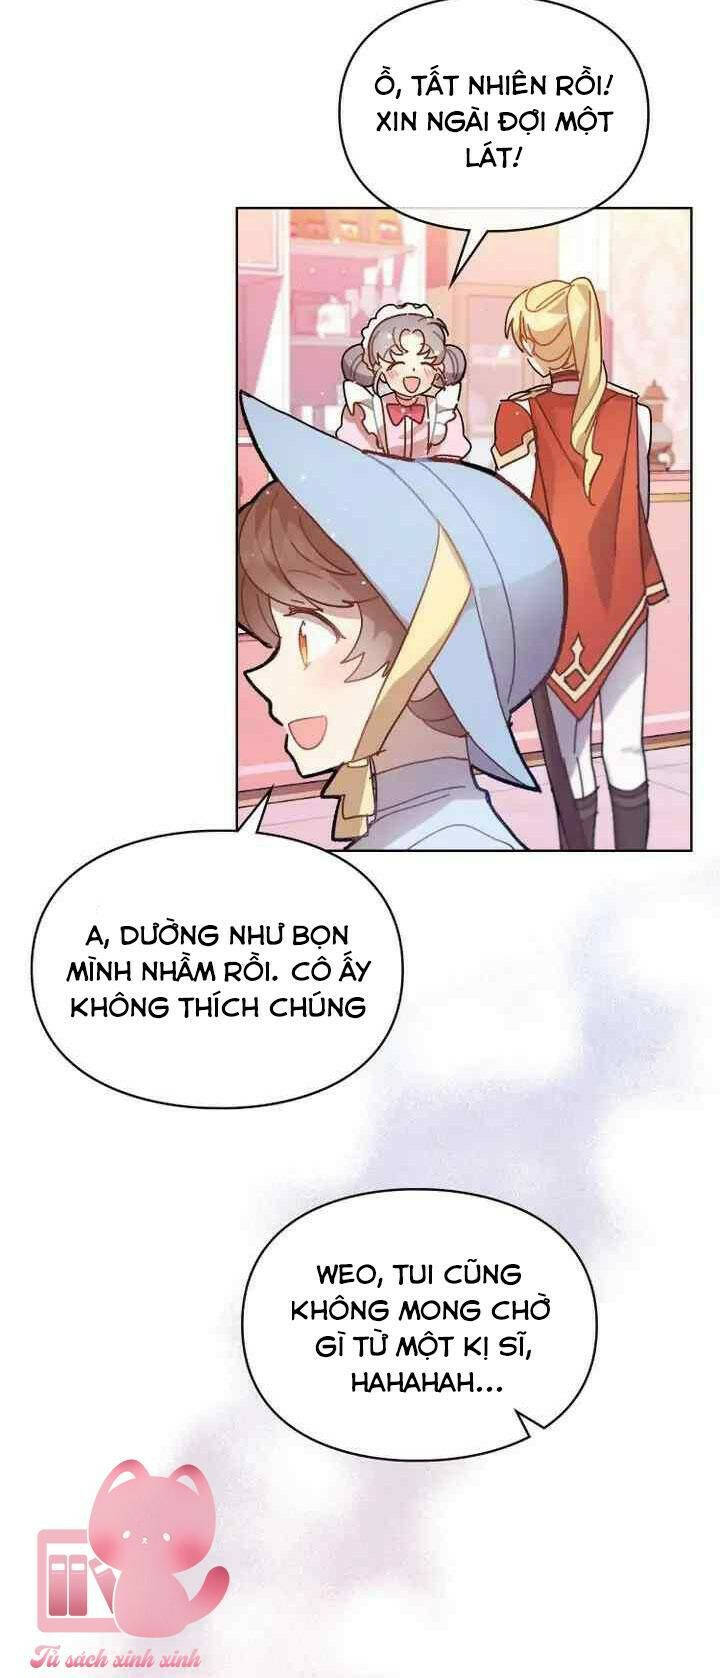 Ồ, TẤT NHIÊN RỒI!
XIN NGÀI ĐỢI MỘT
LÁT!
A, DƯỜNG NHƯ BỌN
MÌNH NHẦM RỒI. CÔ ẤY
KHÔNG THÍCH CHÚNG
WEO, TUI CŨNG
KHÔNG MONG CHỜ
GÌ TỪ MỘT KỊ SĨ,
HAHAHAH...
Tủ sách xinh xinh